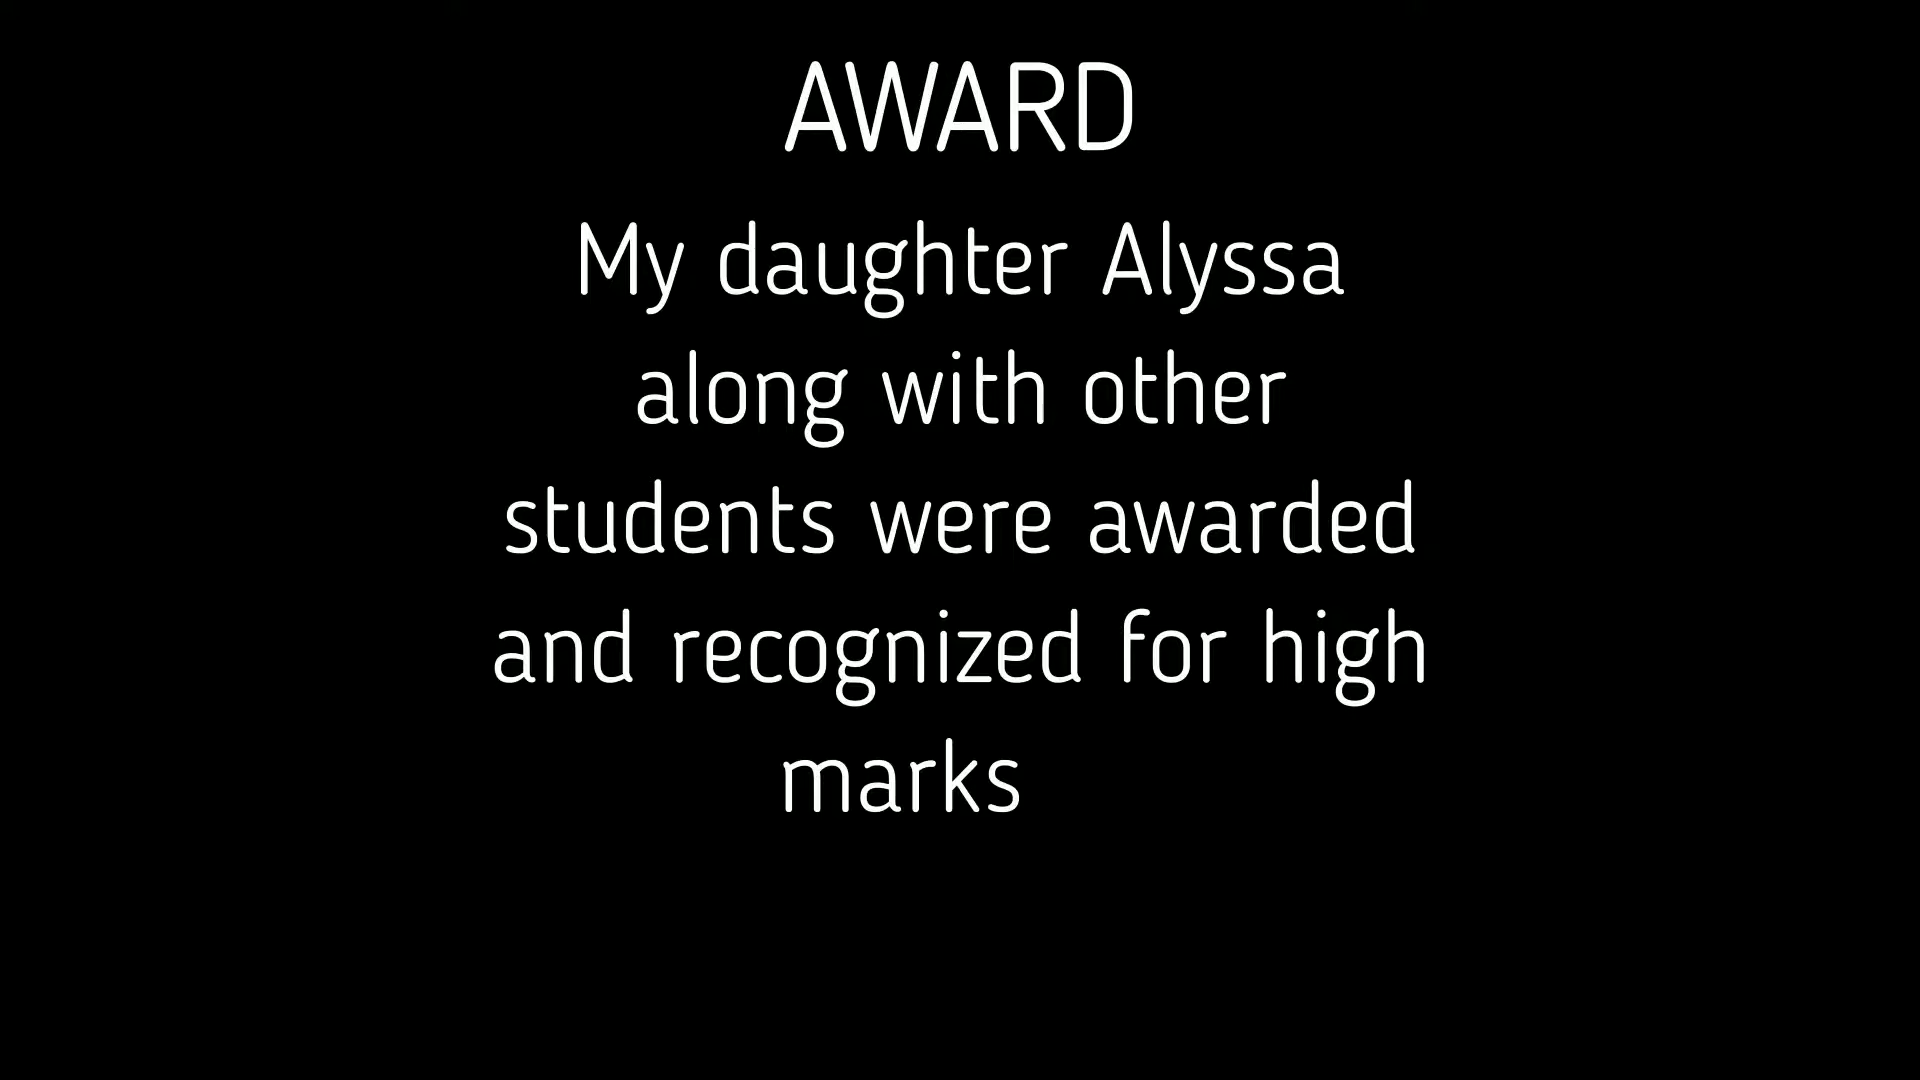 AWARD
My daughter Alyssa
along with other
students were awarded
and recognized for high
marks